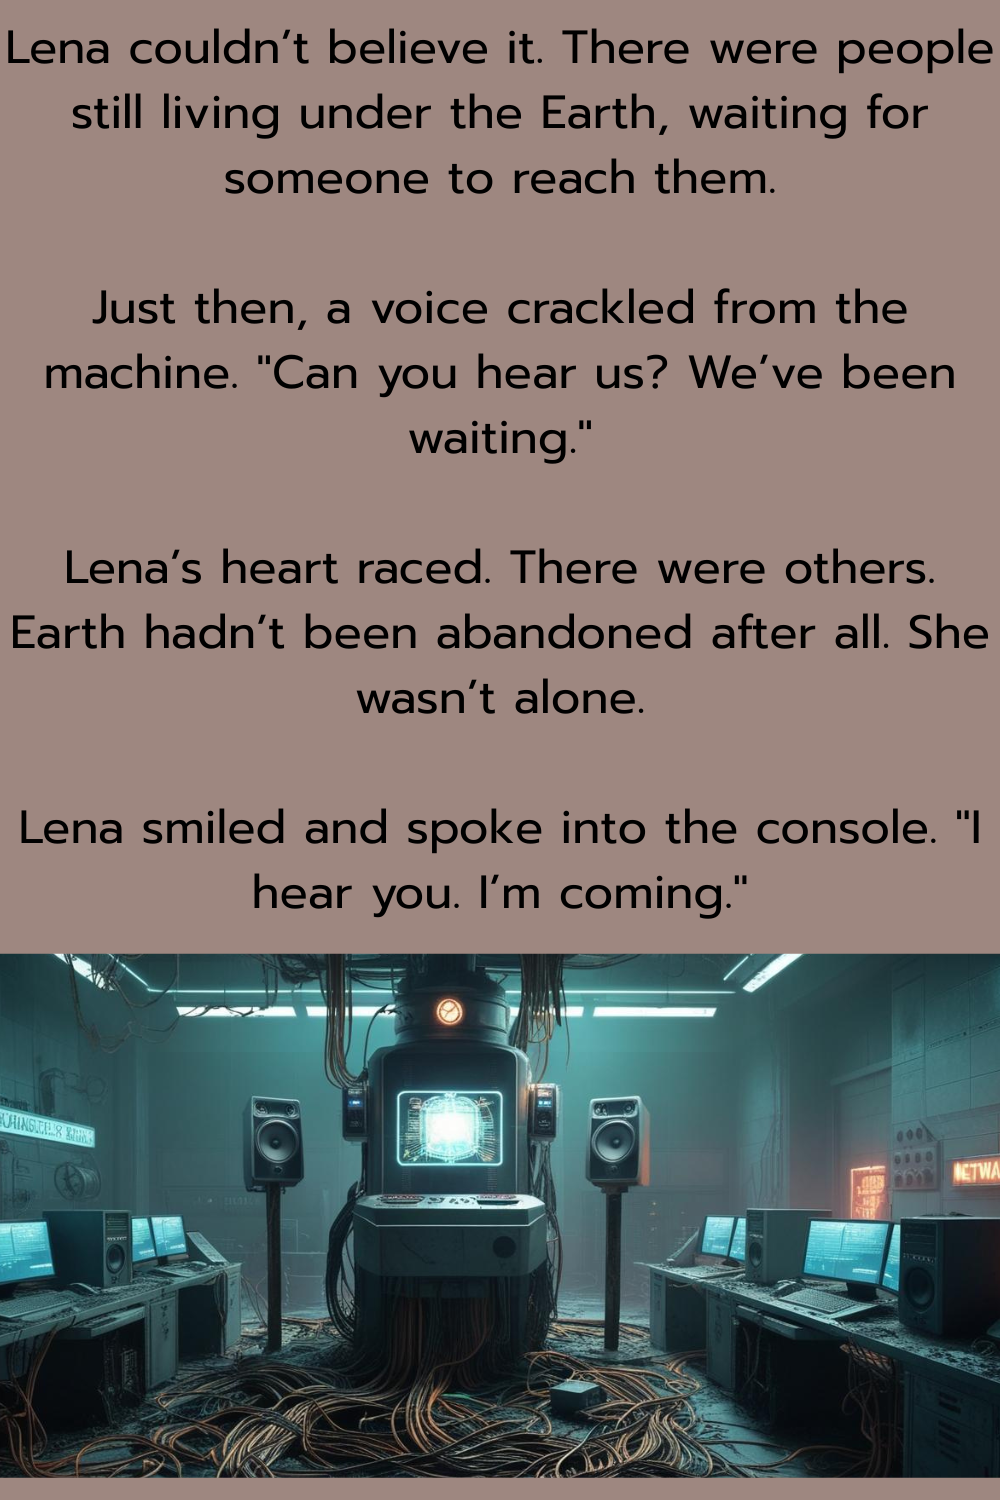 Lena couldn’t believe it. There were people
still living under the Earth, waiting for
someone to reach them.
Just then, a voice crackled from the
machine. "Can you hear us? We’ve been
waiting."
Lena’s heart raced. There were others.
Earth hadn’t been abandoned after all. She
wasn’t alone.
Lena smiled and spoke into the console. "I
hear you. I’m coming."